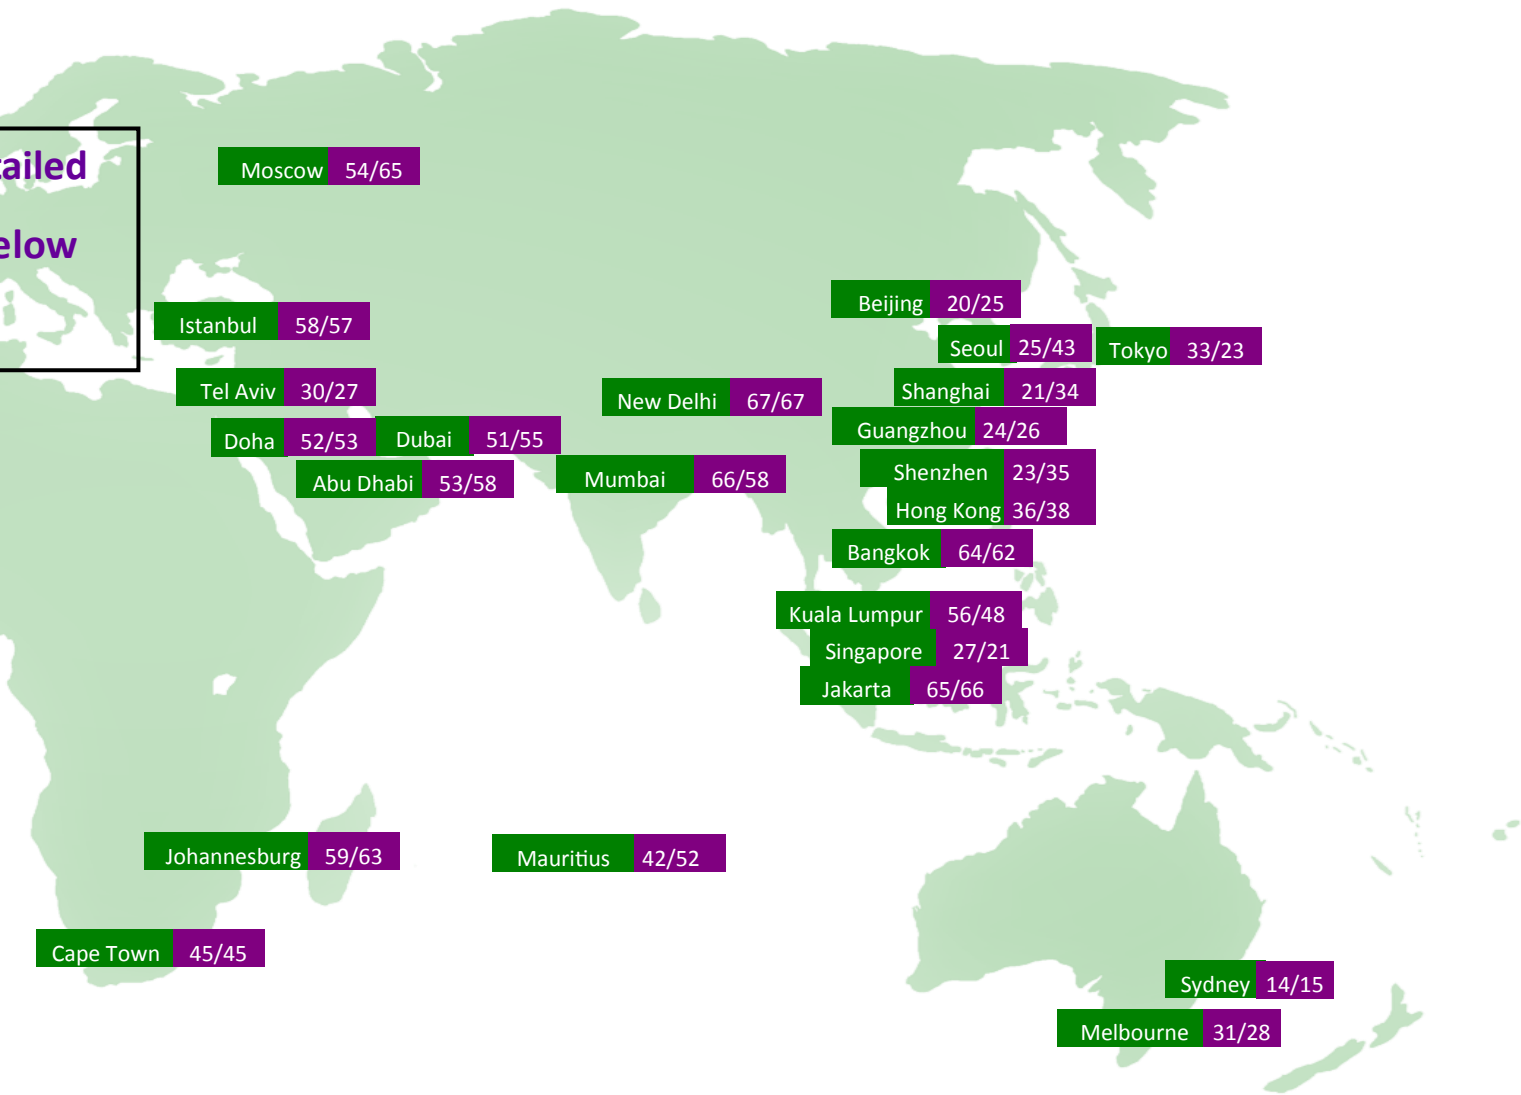 tailed
elow
Moscow 54/65
Istanbul 58/57
Tel Aviv 30/27
Doha 52/53
Dubai 51/55
Abu Dhabi 53/58
New Delhi 67/67
Mumbai 66/58
Beijing 20/25
Seoul 25/43
Tokyo 33/23
Shanghai 21/34
Guangzhou 24/26
Shenzhen 23/35
Hong Kong 36/38
Bangkok 64/62
Kuala Lumpur 56/48
Singapore 27/21
Jakarta 65/66
Johannesburg 59/63
Mauritius 42/52
Cape Town 45/45
Sydney 14/15
Melbourne 31/28